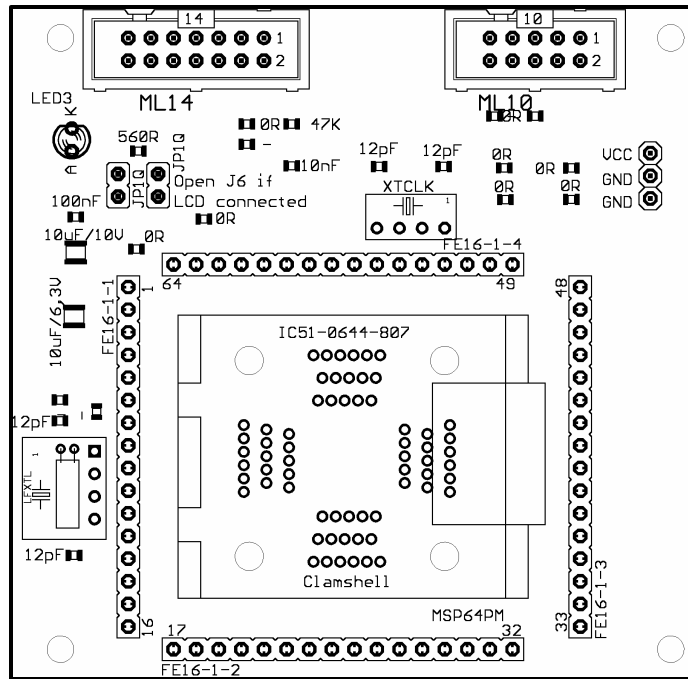 14
10
1
2
1
2
LED3
K
A
ML14
ML10
560R
0R
47K
-
10nF
12pF
12pF
0R
0R
0R
0R
0R
VCC
GND
GND
JP1Q
JP1Q
Open J6 if
LCD connected
0R
XTCLK
1
100nF
10uF/10V
0R
10uF/6,3V
FE16-1-4
64
49
FE16-1-1
1
48
IC51-0644-807
12pF
-
1
LFXTL
12pF
Clamshell
MSP64PM
16
17
32
33
FE16-1-2
FE16-1-3